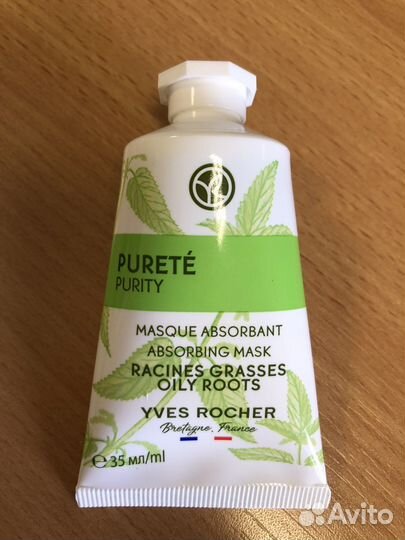 PURETÉ
PURITY
MASQUE ABSORBANT
ABSORBING MASK
RACINES GRASSES
OILY ROOTS
YVES ROCHER
Bretagne, France
℮ 35 мл/ml
Avito